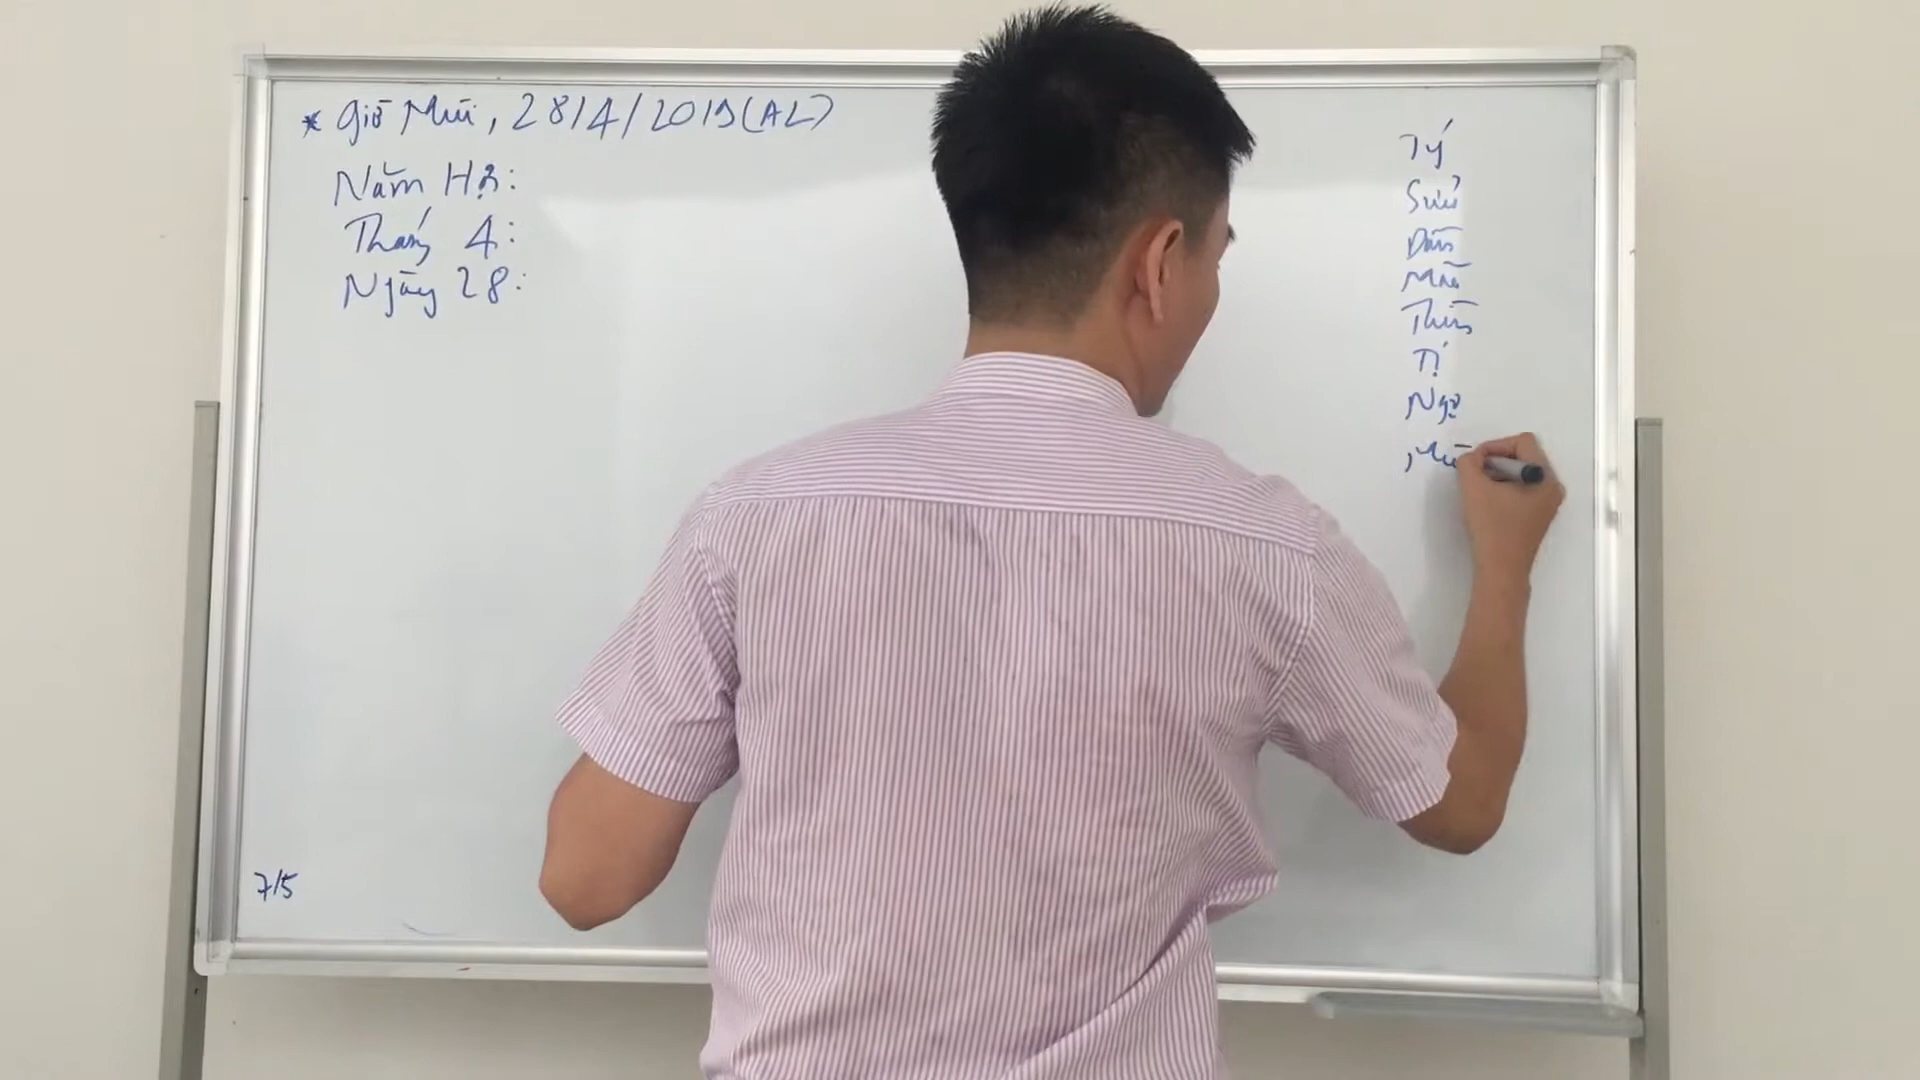 * Giờ Mùi, 28/4/2019 (AL)
Năm Hợi:
Tháng 4:
Ngày 28:
7/5
Tý
Sửu
Dần
Mão
Thìn
Tị
Ngọ
Mùi